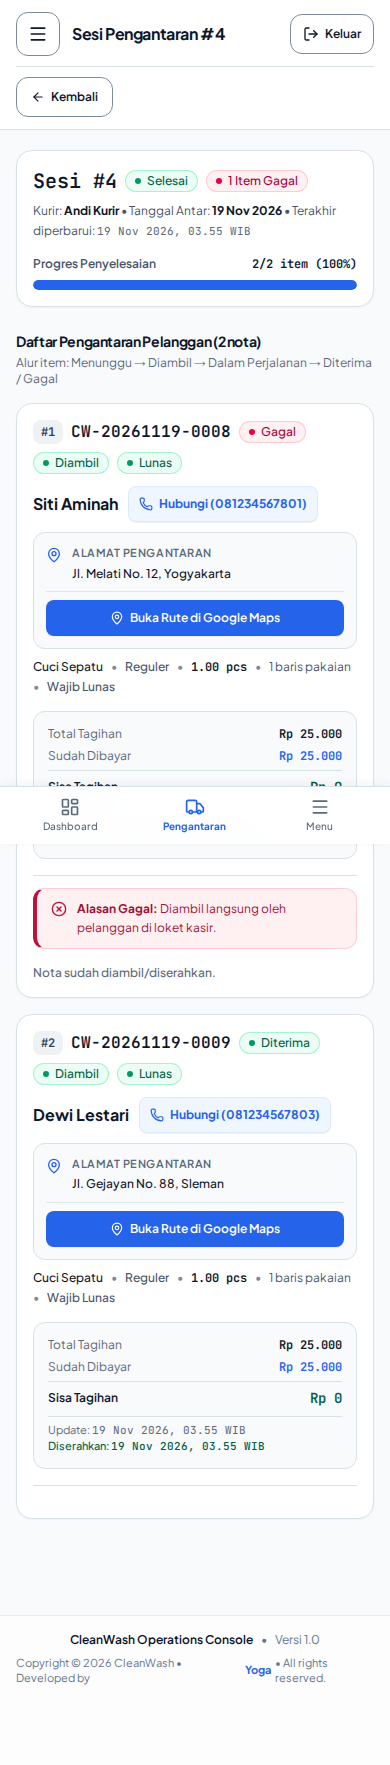 Sesi Pengantaran #4
Keluar
Kembali
Sesi #4
Selesai
1 Item Gagal
Kurir: Andi Kurir • Tanggal Antar: 19 Nov 2026 • Terakhir
diperbarui: 19 Nov 2026, 03.55 WIB
Progres Penyelesaian
2/2 item (100%)
Daftar Pengantaran Pelanggan (2 nota)
Alur item: Menunggu → Diambil → Dalam Perjalanan → Diterima
/ Gagal
#1 CW-20261119-0008 Gagal
Diambil Lunas
Siti Aminah Hubungi (081234567801)
ALAMAT PENGANTARAN
Jl. Melati No. 12, Yogyakarta
Buka Rute di Google Maps
Cuci Sepatu • Reguler • 1.00 pcs • 1 baris pakaian
• Wajib Lunas
Total Tagihan Rp 25.000
Sudah Dibayar Rp 25.000
Sisa Tagihan Rp 0
Dashboard Pengantaran Menu
Alasan Gagal: Diambil langsung oleh
pelanggan di loket kasir.
Nota sudah diambil/diserahkan.
#2 CW-20261119-0009 Diterima
Diambil Lunas
Dewi Lestari Hubungi (081234567803)
ALAMAT PENGANTARAN
Jl. Gejayan No. 88, Sleman
Buka Rute di Google Maps
Cuci Sepatu • Reguler • 1.00 pcs • 1 baris pakaian
• Wajib Lunas
Total Tagihan Rp 25.000
Sudah Dibayar Rp 25.000
Sisa Tagihan Rp 0
Update: 19 Nov 2026, 03.55 WIB
Diserahkan: 19 Nov 2026, 03.55 WIB
CleanWash Operations Console • Versi 1.0
Copyright © 2026 CleanWash •
Developed by Yoga • All rights
reserved.